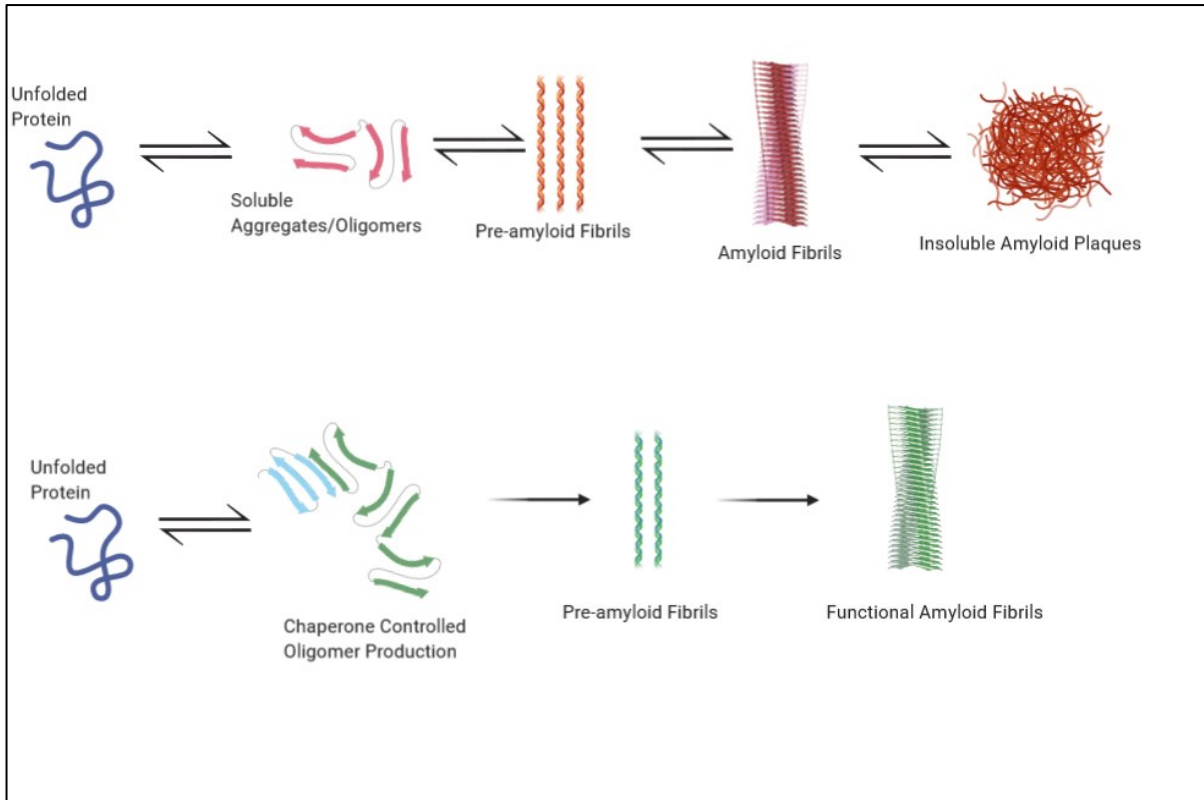 Unfolded
Protein
Soluble
Aggregates/Oligomers
Pre-amyloid Fibrils
Amyloid Fibrils
Insoluble Amyloid Plaques
Unfolded
Protein
Chaperone Controlled
Oligomer Production
Pre-amyloid Fibrils
Functional Amyloid Fibrils